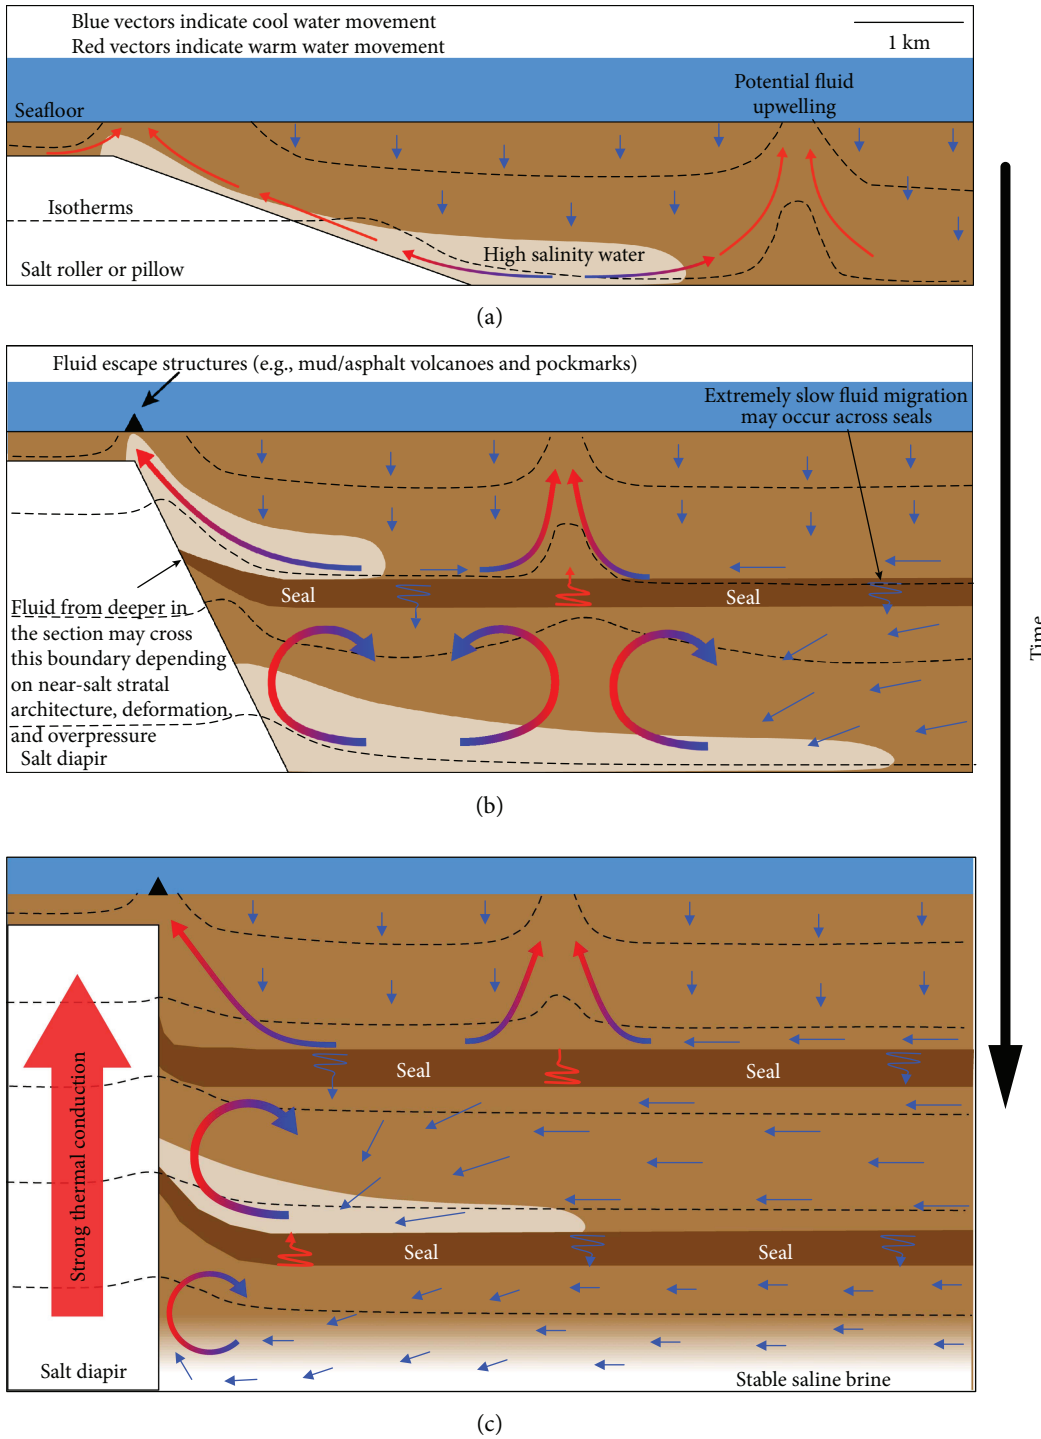 Blue vectors indicate cool water movement
Red vectors indicate warm water movement
1 km
Seafloor
Potential fluid
upwelling
Isotherms
High salinity water
Salt roller or pillow
(a)
Fluid escape structures (e.g., mud/asphalt volcanoes and pockmarks)
Extremely slow fluid migration
may occur across seals
Seal
Seal
Fluid from deeper in
the section may cross
this boundary depending
on near-salt stratal
architecture, deformation,
and overpressure
Salt diapir
(b)
Time
Seal
Seal
Strong thermal conduction
Seal
Seal
Salt diapir
Stable saline brine
(c)